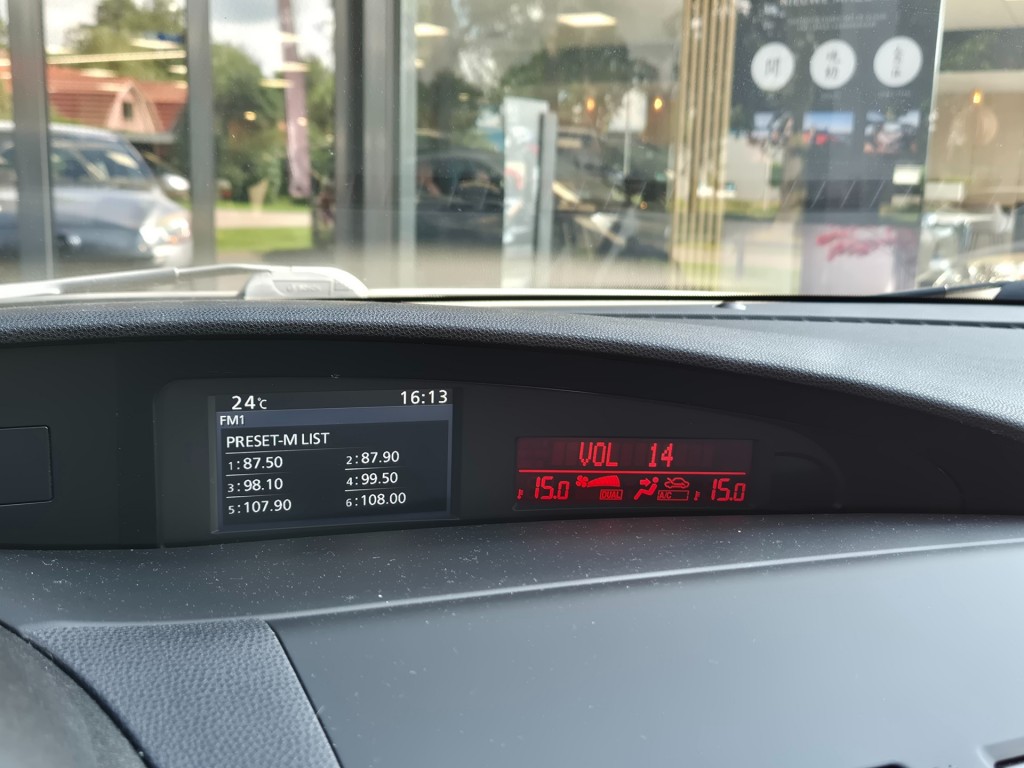 24°C 16:13
FM1
PRESET-M LIST
1:87.50 2:87.90
3:98.10 4:99.50
5:107.90 6:108.00
VOL 14
15.0 DUAL A/C 15.0